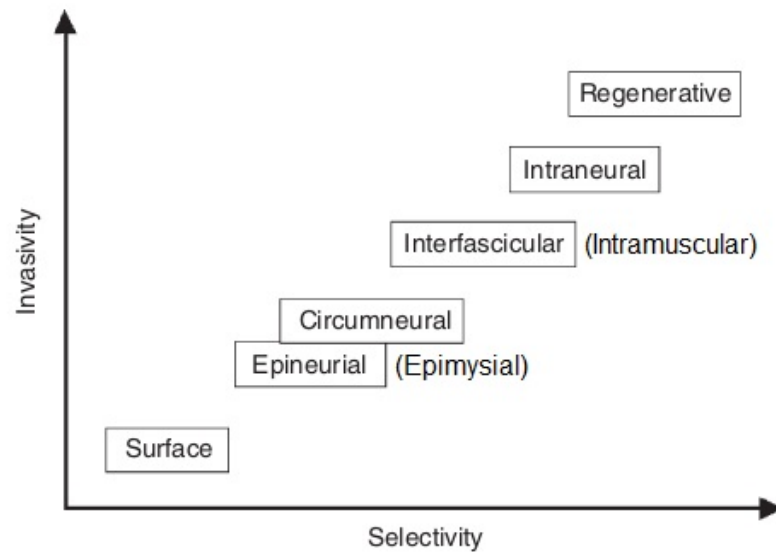 Regenerative
Intraneural
Interfascicular (Intramuscular)
Circumneural
Epineurial (Epimysial)
Surface
Invasivity
Selectivity